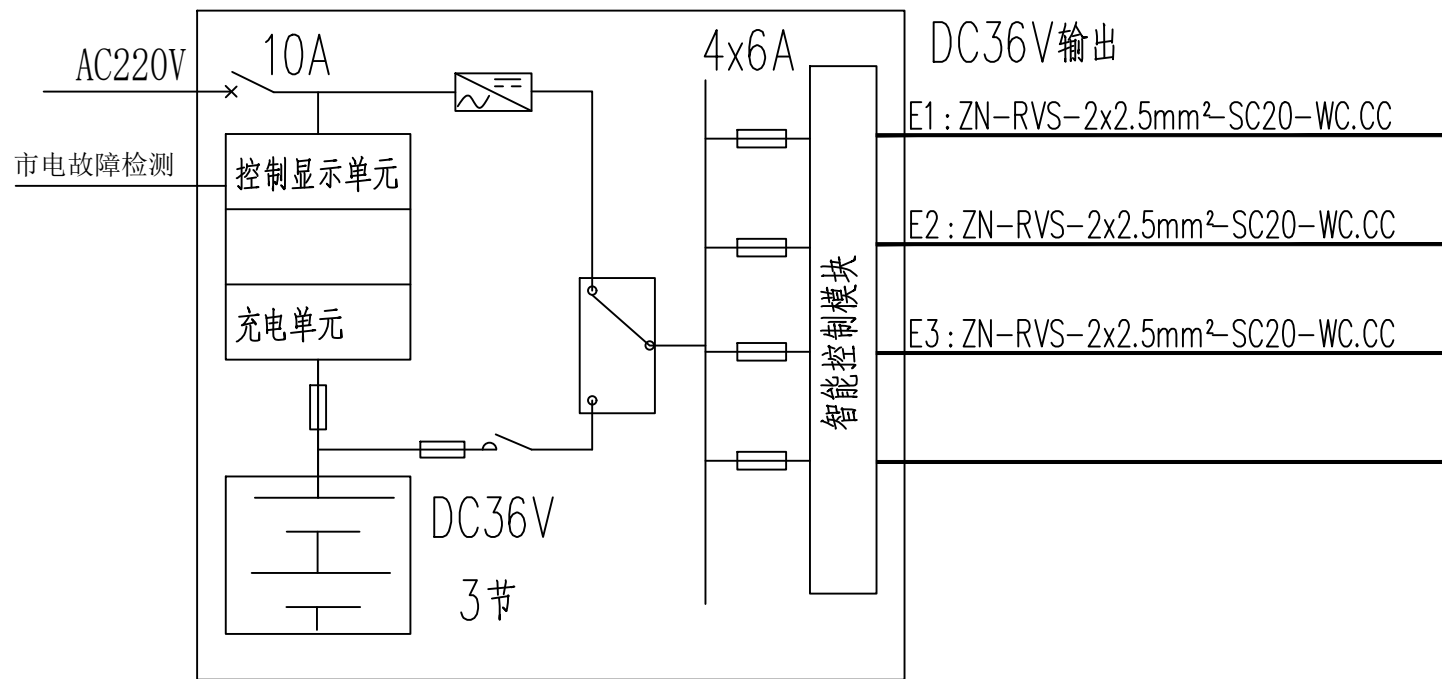 AC220V
10A
4x6A
DC36V输出
E1:ZN-RVS-2x2.5mm²-SC20-WC.CC
市电故障检测
控制显示单元
E2:ZN-RVS-2x2.5mm²-SC20-WC.CC
充电单元
智能控制模块
E3:ZN-RVS-2x2.5mm²-SC20-WC.CC
DC36V
3节